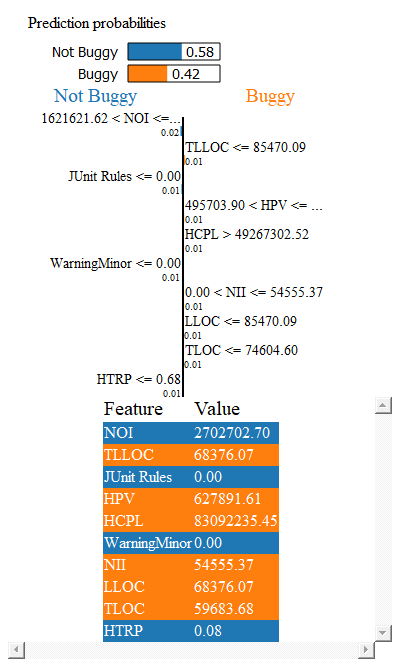 Prediction probabilities
Not Buggy 0.58
Buggy 0.42
Not Buggy Buggy
1621621.62 < NOI <=...
0.02
TLLOC <= 85470.09
0.01
JUnit Rules <= 0.00
0.01
495703.90 < HPV <= ...
0.01
HCPL > 49267302.52
0.01
WarningMinor <= 0.00
0.01
0.00 < NII <= 54555.37
0.01
LLOC <= 85470.09
0.01
TLOC <= 74604.60
0.01
HTRP <= 0.68
0.01
Feature Value
NOI 2702702.70
TLLOC 68376.07
JUnit Rules 0.00
HPV 627891.61
HCPL 83092235.45
WarningMinor 0.00
NII 54555.37
LLOC 68376.07
TLOC 59683.68
HTRP 0.08